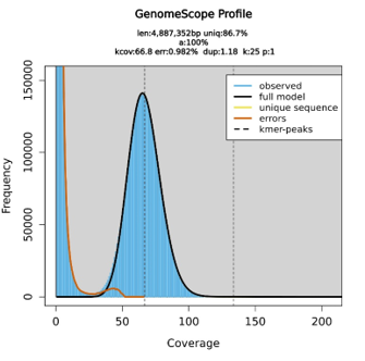 GenomeScope Profile
len:4,887,352bp uniq:86.7%
a:100%
kcov:66.8 err:0.982% dup:1.18 k:25 p:1
observed
full model
unique sequence
errors
kmer-peaks
Frequency
150000
100000
50000
0
0 50 100 150 200
Coverage